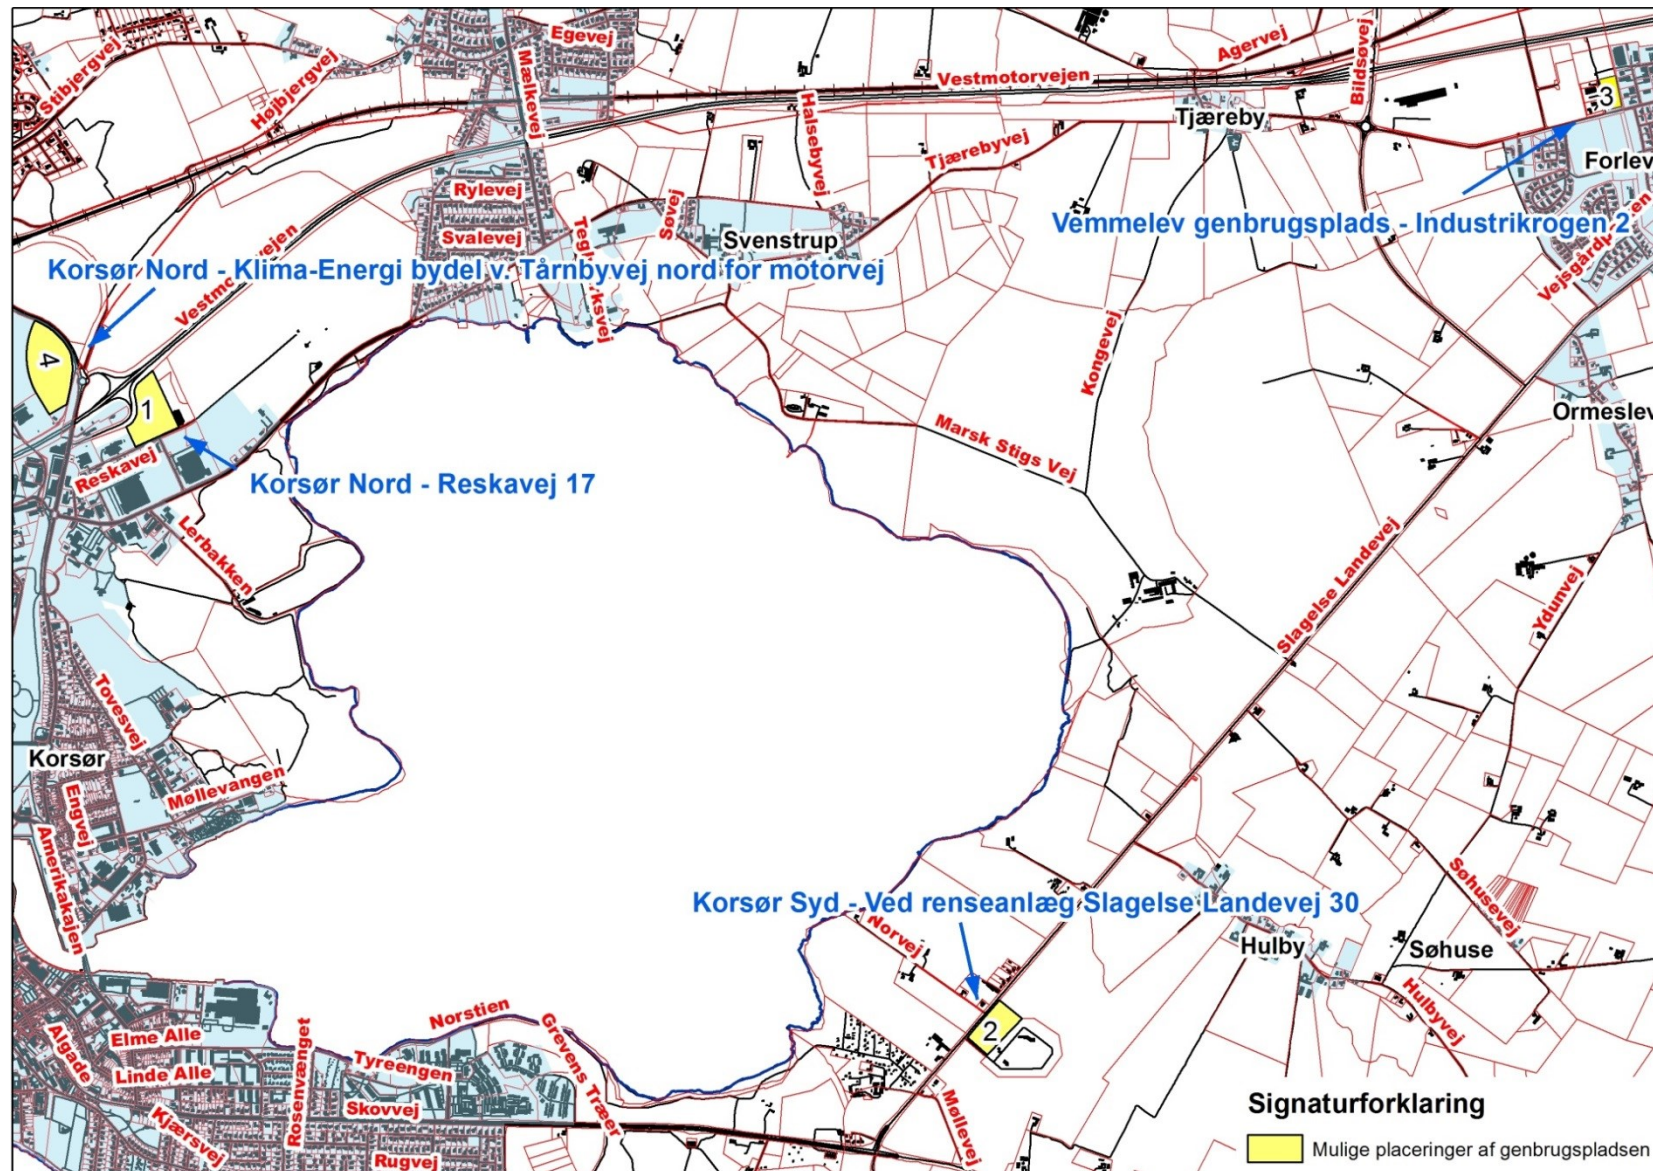 Stibjergvej
Højbjergvej
Mælkevej
Egevej
Vestmotorvejen
Halsebyvej
Agervej
Bildsøvej
Tjæreby
3
Forlev
Tjærebyvej
Rylevej
Svalevej
Søvej
Svenstrup
Vemmelev genbrugsplads - Industrikrogen 2
Korsør Nord - Klima-Energi bydel v. Tårnbyvej nord for motorvej
Kongevej
4
1
Reskavej
Korsør Nord - Reskavej 17
Marsk Stigs Vej
Ormeslev
Lerbakken
Slagelse Landevej
Ydunvej
Tovesvej
Korsør
Møllevangen
Engvej
Amerikakajen
Korsør Syd - Ved renseanlæg Slagelse Landevej 30
Norvej
Søhusevej
Hulby
Søhuse
Hulbyvej
2
Norstien
Grevens Træer
Elme Alle
Algade
Linde Alle
Rosenvænget
Tyreengen
Skovvej
Kjærsvej
Rugvej
Møllevej
Signaturforklaring
Mulige placeringer af genbrugspladsen